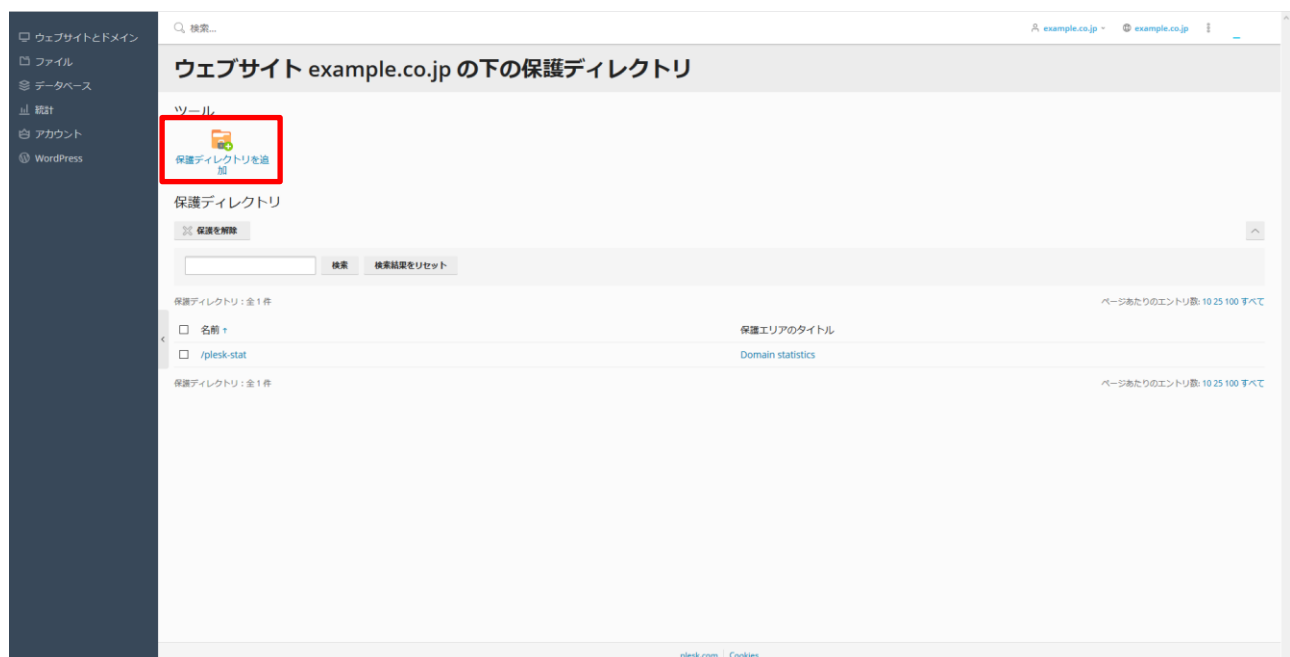 ウェブサイトとドメイン
ファイル
データベース
統計
アカウント
WordPress
検索...
example.co.jp
example.co.jp
ウェブサイト example.co.jp の下の保護ディレクトリ
ツール
保護ディレクトリを追
加
保護ディレクトリ
保護を解除
検索 検索結果をリセット
保護ディレクトリ : 全 1 件
ページあたりのエントリ数: 10 25 100 すべて
名前 ↑ 保護エリアのタイトル
/plesk-stat Domain statistics
保護ディレクトリ : 全 1 件
ページあたりのエントリ数: 10 25 100 すべて
plesk.com Cookies